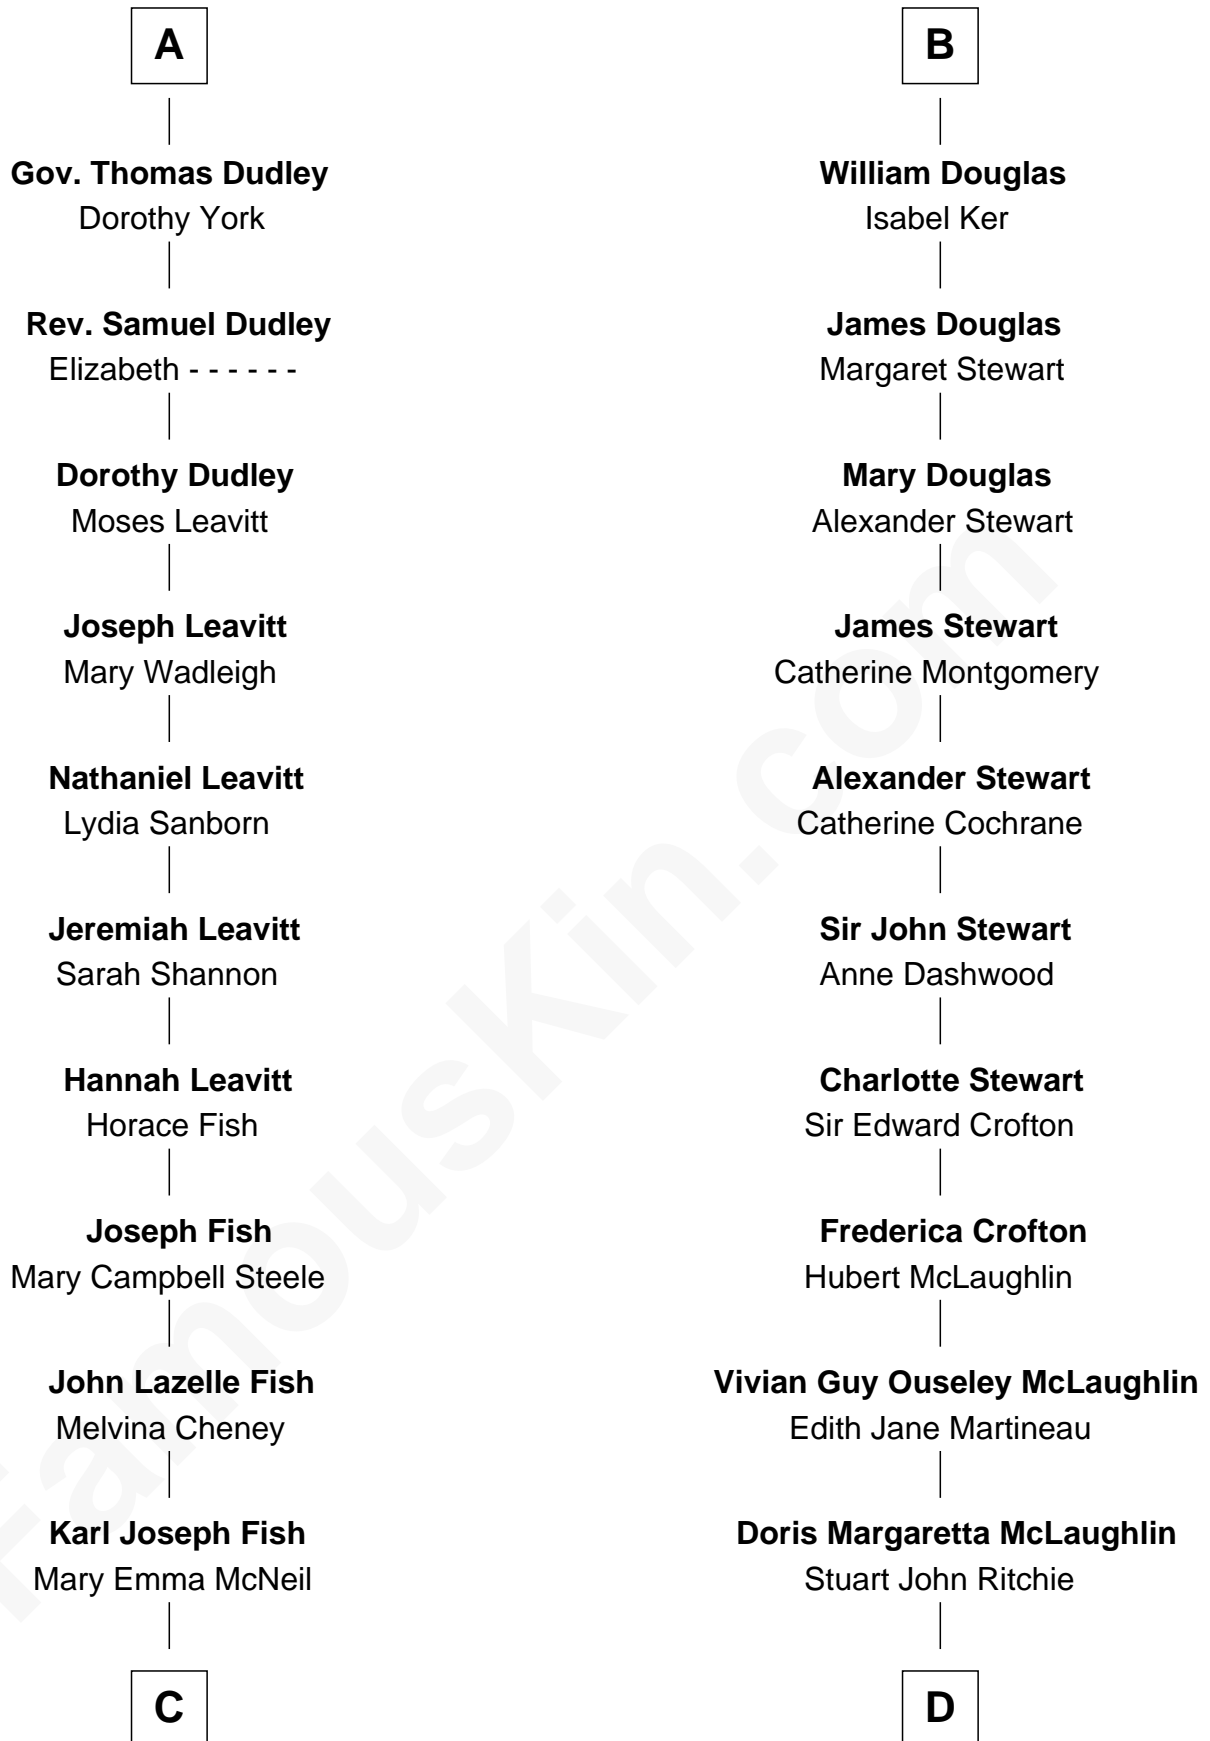 A
Gov. Thomas Dudley
Dorothy York
Rev. Samuel Dudley
Elizabeth - - - - - -
Dorothy Dudley
Moses Leavitt
Joseph Leavitt
Mary Wadleigh
Nathaniel Leavitt
Lydia Sanborn
Jeremiah Leavitt
Sarah Shannon
Hannah Leavitt
Horace Fish
Joseph Fish
Mary Campbell Steele
John Lazelle Fish
Melvina Cheney
Karl Joseph Fish
Mary Emma McNeil
C
B
William Douglas
Isabel Ker
James Douglas
Margaret Stewart
Mary Douglas
Alexander Stewart
James Stewart
Catherine Montgomery
Alexander Stewart
Catherine Cochrane
Sir John Stewart
Anne Dashwood
Charlotte Stewart
Sir Edward Crofton
Frederica Crofton
Hubert McLaughlin
Vivian Guy Ouseley McLaughlin
Edith Jane Martineau
Doris Margaretta McLaughlin
Stuart John Ritchie
D
FamousKin.com